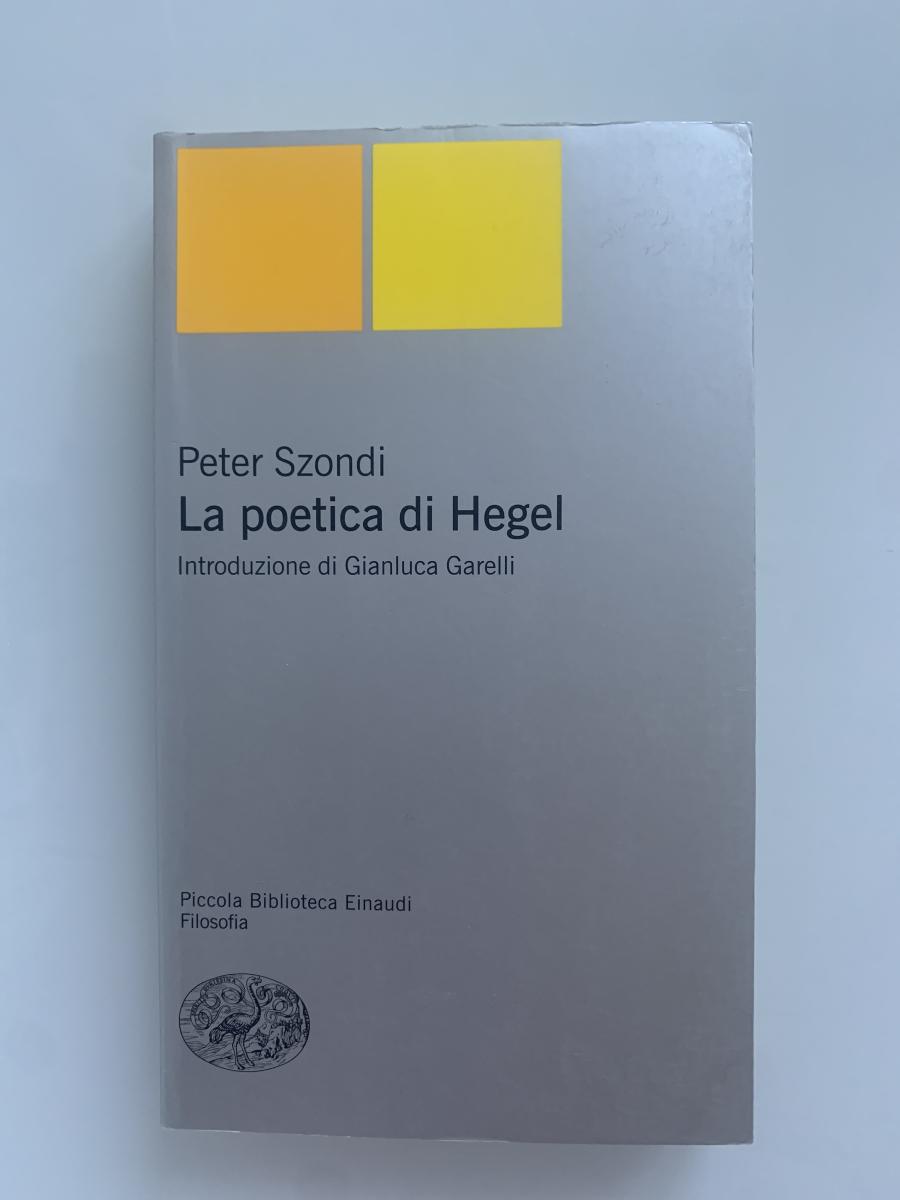 Peter Szondi
La poetica di Hegel
Introduzione di Gianluca Garelli
Piccola Biblioteca Einaudi
Filosofia